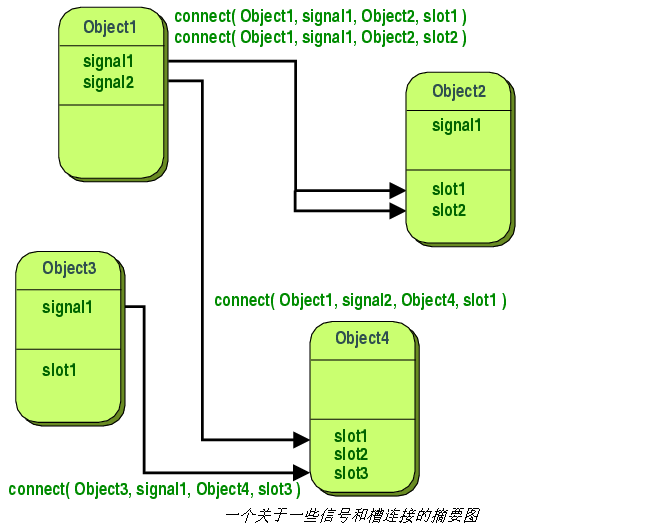 connect( Object1, signal1, Object2, slot1 )
connect( Object1, signal1, Object2, slot2 )
Object1
signal1
signal2
Object2
signal1
slot1
slot2
Object3
signal1
slot1
connect( Object1, signal2, Object4, slot1 )
Object4
slot1
slot2
slot3
connect( Object3, signal1, Object4, slot3 )
一个关于一些信号和槽连接的摘要图